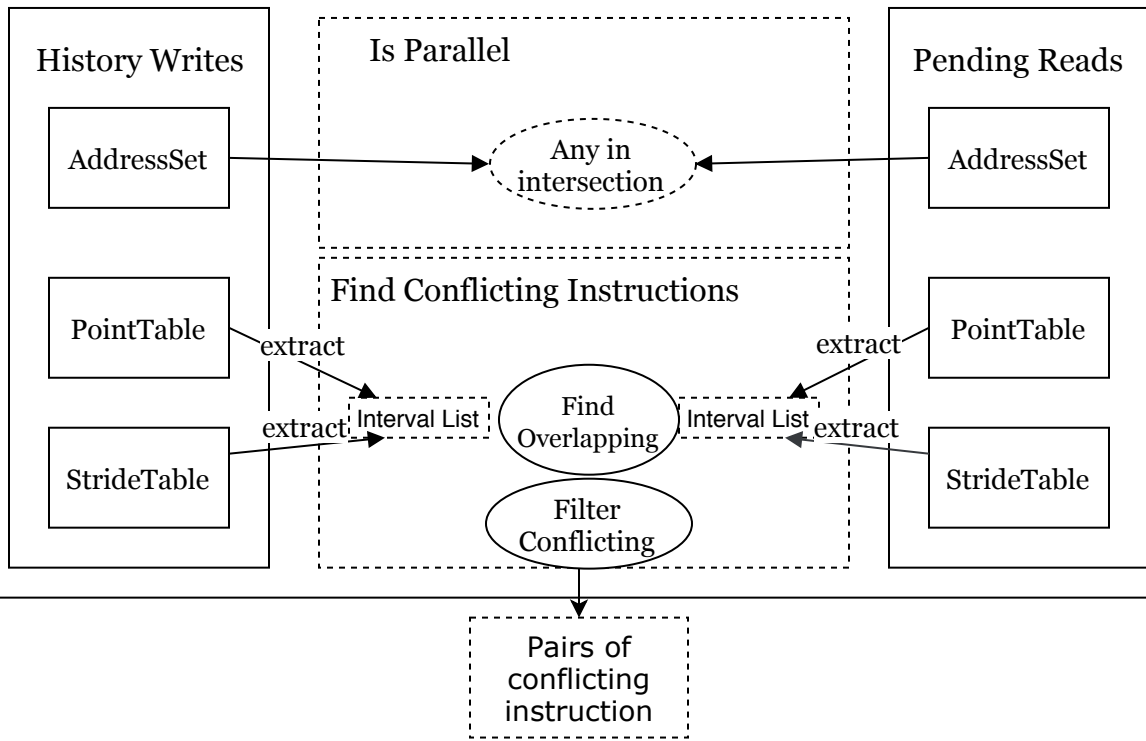 History Writes
AddressSet
PointTable
StrideTable
Is Parallel
Any in
intersection
Find Conflicting Instructions
extract
extract
Interval List
Find
Overlapping
Interval List
Filter
Conflicting
extract
extract
Pending Reads
AddressSet
PointTable
StrideTable
Pairs of
conflicting
instruction